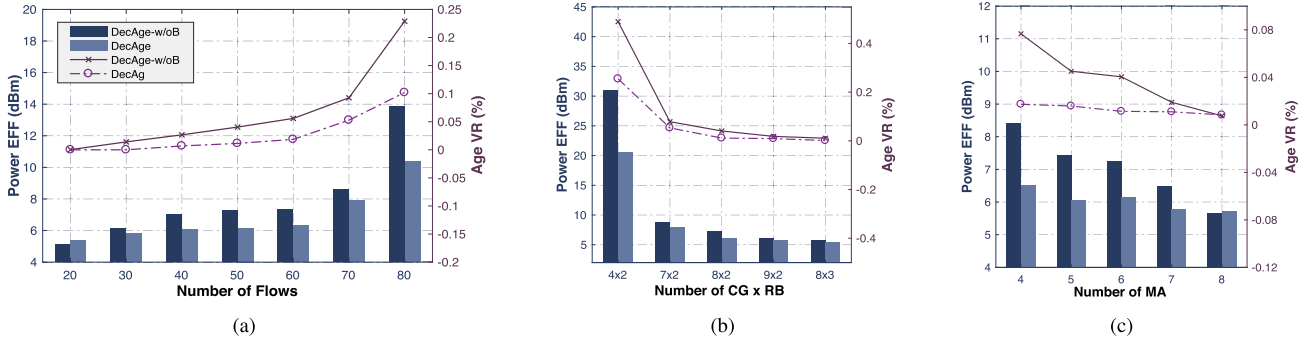 DecAge-w/oB
DecAge
DecAge-w/oB
DecAg
Power EFF (dBm)
20
18
16
14
12
10
8
6
4
Age VR (%)
0.25
0.2
0.15
0.1
0.05
0
-0.05
-0.1
-0.15
-0.2
20 30 40 50 60 70 80
Number of Flows
(a)
Power EFF (dBm)
45
40
35
30
25
20
15
10
5
Age VR (%)
0.4
0.2
0
-0.2
-0.4
4x2 7x2 8x2 9x2 8x3
Number of CG x RB
(b)
Power EFF (dBm)
12
11
10
9
8
7
6
5
4
Age VR (%)
0.08
0.04
0
-0.04
-0.08
-0.12
4 5 6 7 8
Number of MA
(c)